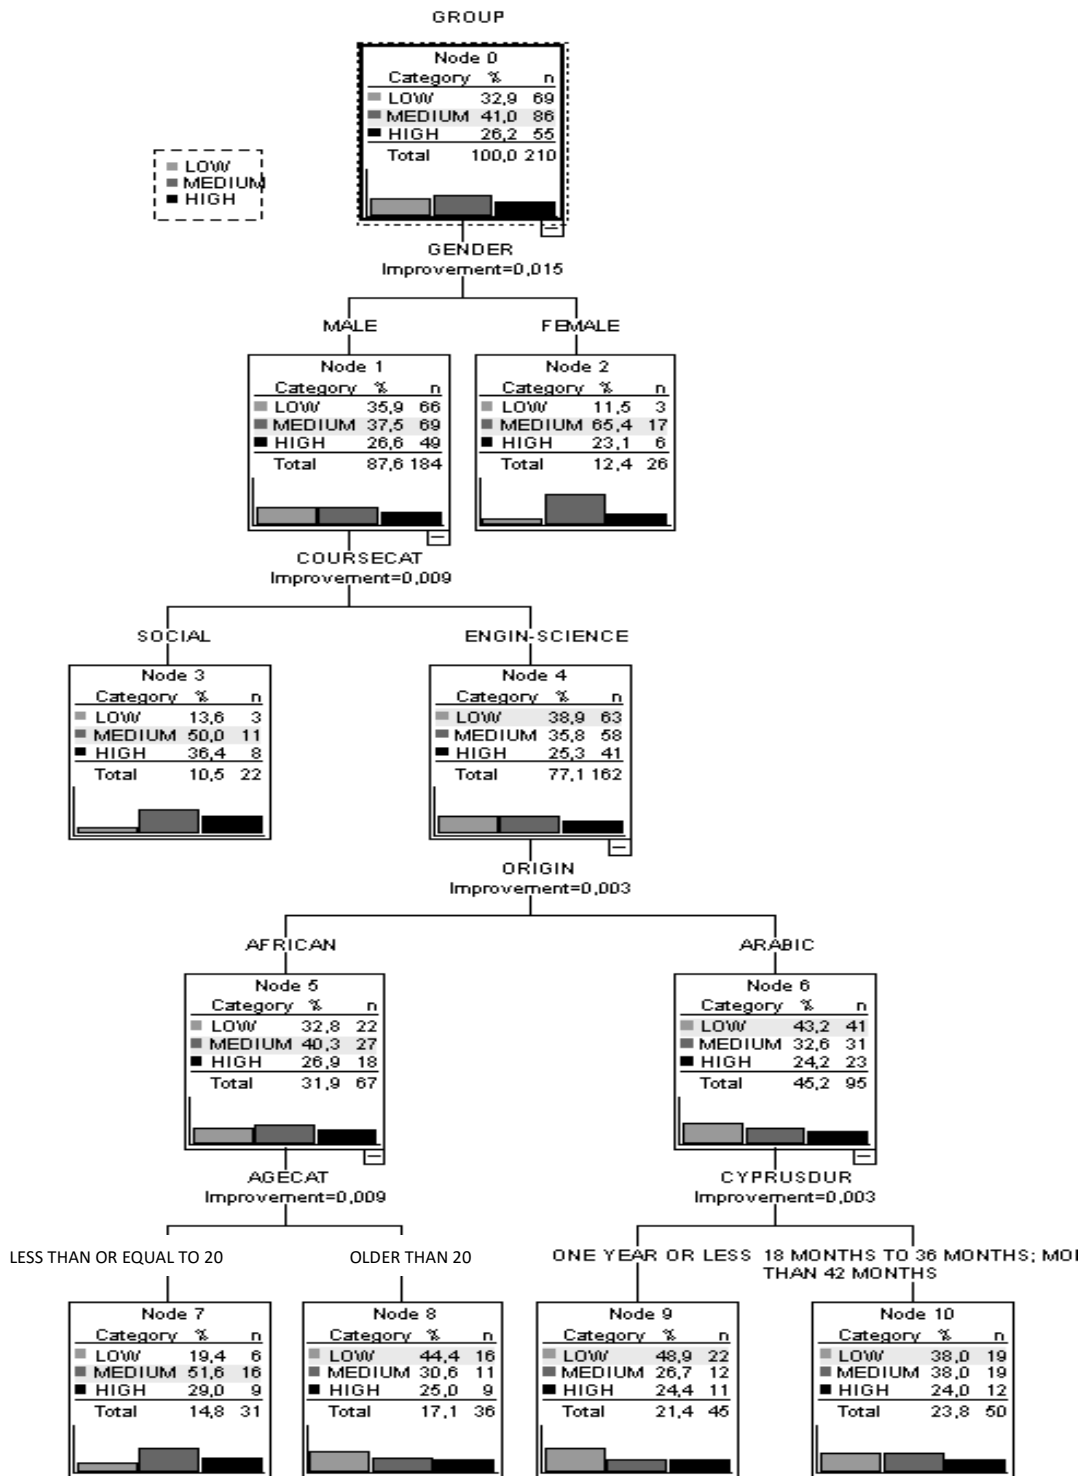 GROUP
Node 0
Category % n
LOW 32,9 69
MEDIUM 41,0 86
HIGH 26,2 55
Total 100,0 210
LOW
MEDIUM
HIGH
GENDER
Improvement=0,015
MALE FEMALE
Node 1
Category % n
LOW 35,9 66
MEDIUM 37,5 69
HIGH 26,6 49
Total 87,6 184
Node 2
Category % n
LOW 11,5 3
MEDIUM 65,4 17
HIGH 23,1 6
Total 12,4 26
COURSECAT
Improvement=0,009
SOCIAL ENGIN-SCIENCE
Node 3
Category % n
LOW 13,6 3
MEDIUM 50,0 11
HIGH 36,4 8
Total 10,5 22
Node 4
Category % n
LOW 38,9 63
MEDIUM 35,8 58
HIGH 25,3 41
Total 77,1 162
ORIGIN
Improvement=0,003
AFRICAN ARABIC
Node 5
Category % n
LOW 32,8 22
MEDIUM 40,3 27
HIGH 26,9 18
Total 31,9 67
Node 6
Category % n
LOW 43,2 41
MEDIUM 32,6 31
HIGH 24,2 23
Total 45,2 95
AGECAT
Improvement=0,009
CYPRUSDUR
Improvement=0,003
LESS THAN OR EQUAL TO 20
OLDER THAN 20
ONE YEAR OR LESS
18 MONTHS TO 36 MONTHS; MOI
THAN 42 MONTHS
Node 7
Category % n
LOW 19,4 6
MEDIUM 51,6 16
HIGH 29,0 9
Total 14,8 31
Node 8
Category % n
LOW 44,4 16
MEDIUM 30,6 11
HIGH 25,0 9
Total 17,1 36
Node 9
Category % n
LOW 48,9 22
MEDIUM 26,7 12
HIGH 24,4 11
Total 21,4 45
Node 10
Category % n
LOW 38,0 19
MEDIUM 38,0 19
HIGH 24,0 12
Total 23,8 50